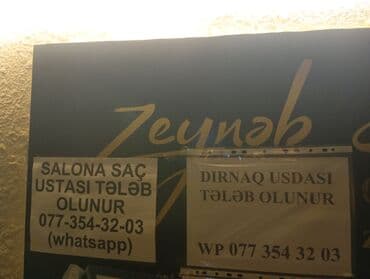 Zeynəb
SALONA SAÇ
USTASI TƏLƏB
OLUNUR
077-354-32-03
(whatsapp)
DIRNAQ USDASI
TƏLƏB OLUNUR
WP 077 354 32 03